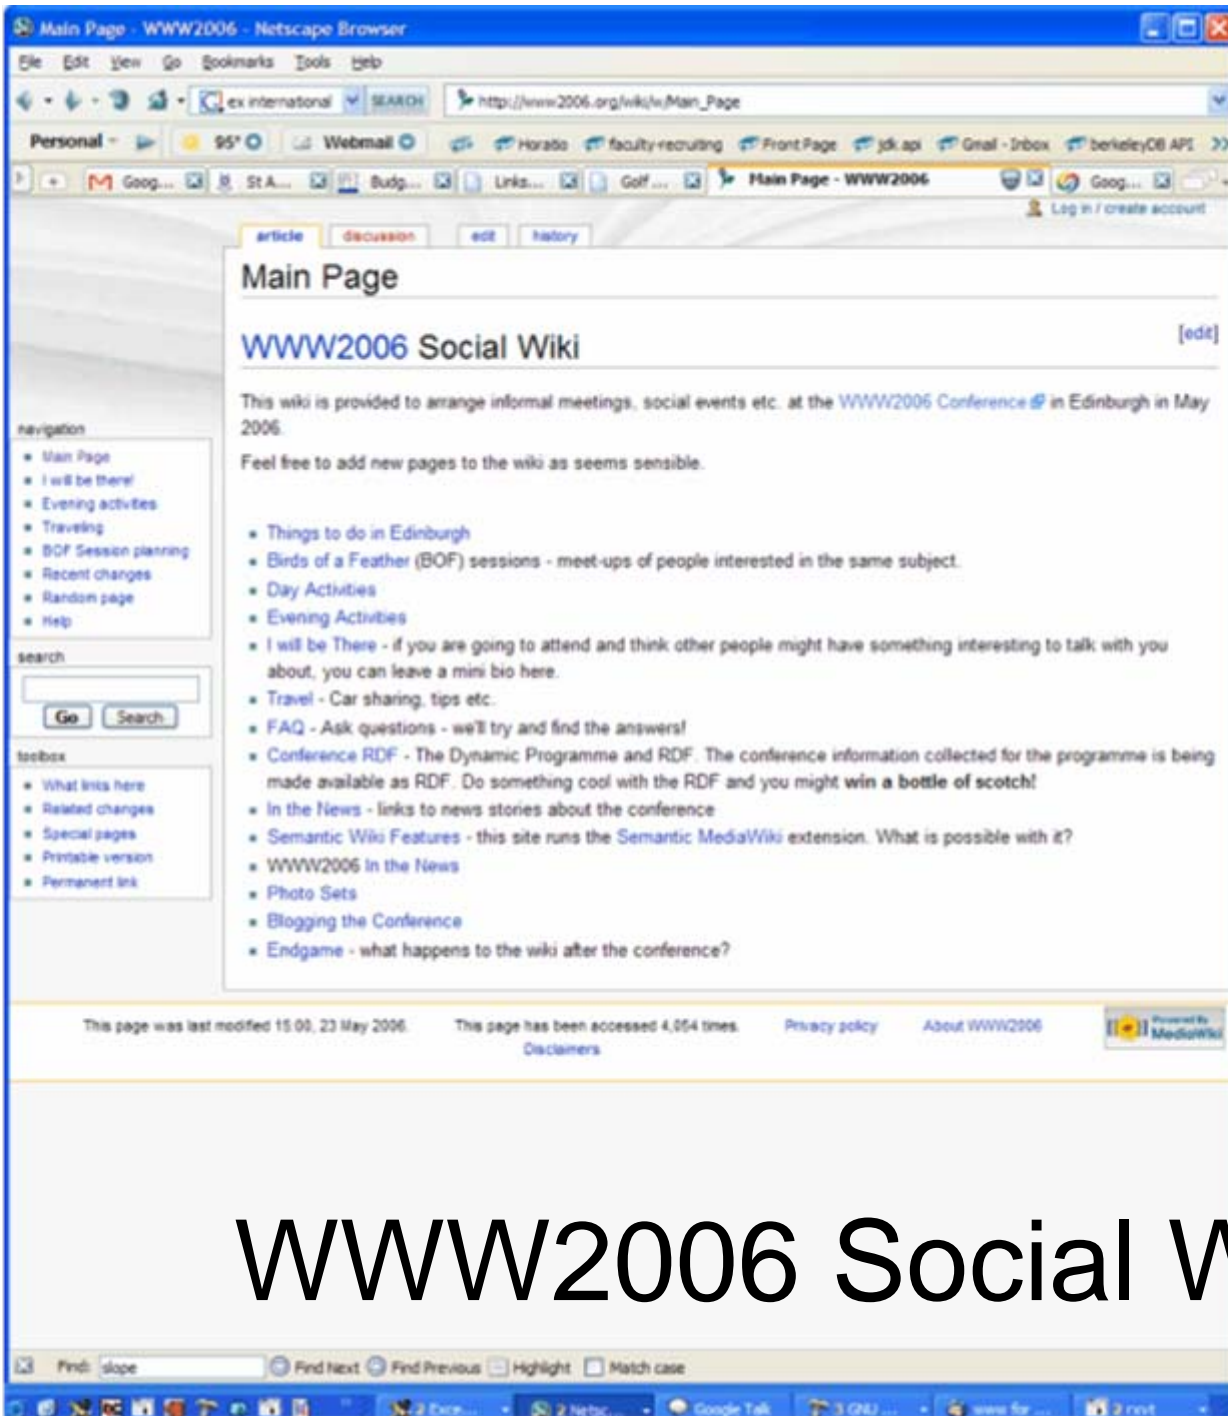 Main Page - WWW2006 - Netscape Browser
File Edit View Go Bookmarks Tools Help
ex international SEARCH http://www2006.org/wiki/w/Main_Page
Personal 95° Webmail Horatio faculty-recruiting Front Page jdk api Gmail - Inbox berkeleyDB API
Goog... St A... Budg... Links... Golf ... Main Page - WWW2006 Goog...
Log in / create account
article discussion edit history
Main Page
WWW2006 Social Wiki [edit]
This wiki is provided to arrange informal meetings, social events etc. at the WWW2006 Conference in Edinburgh in May
2006.
Feel free to add new pages to the wiki as seems sensible.
navigation
Main Page
I will be there!
Evening activities
Traveling
BOF Session planning
Recent changes
Random page
Help
search
Go Search
toolbox
What links here
Related changes
Special pages
Printable version
Permanent link
Things to do in Edinburgh
Birds of a Feather (BOF) sessions - meet-ups of people interested in the same subject.
Day Activities
Evening Activities
I will be There - if you are going to attend and think other people might have something interesting to talk with you
about, you can leave a mini bio here.
Travel - Car sharing, tips etc.
FAQ - Ask questions - we'll try and find the answers!
Conference RDF - The Dynamic Programme and RDF. The conference information collected for the programme is being
made available as RDF. Do something cool with the RDF and you might win a bottle of scotch!
In the News - links to news stories about the conference
Semantic Wiki Features - this site runs the Semantic MediaWiki extension. What is possible with it?
WWW2006 In the News
Photo Sets
Blogging the Conference
Endgame - what happens to the wiki after the conference?
This page was last modified 15:00, 23 May 2006. This page has been accessed 4,054 times. Privacy policy About WWW2006
Disclaimers
Powered By
MediaWiki
WWW2006 Social W
Find: slope Find Next Find Previous Highlight Match case
2 Netsc... Google Talk 3 GNU ... www for ...